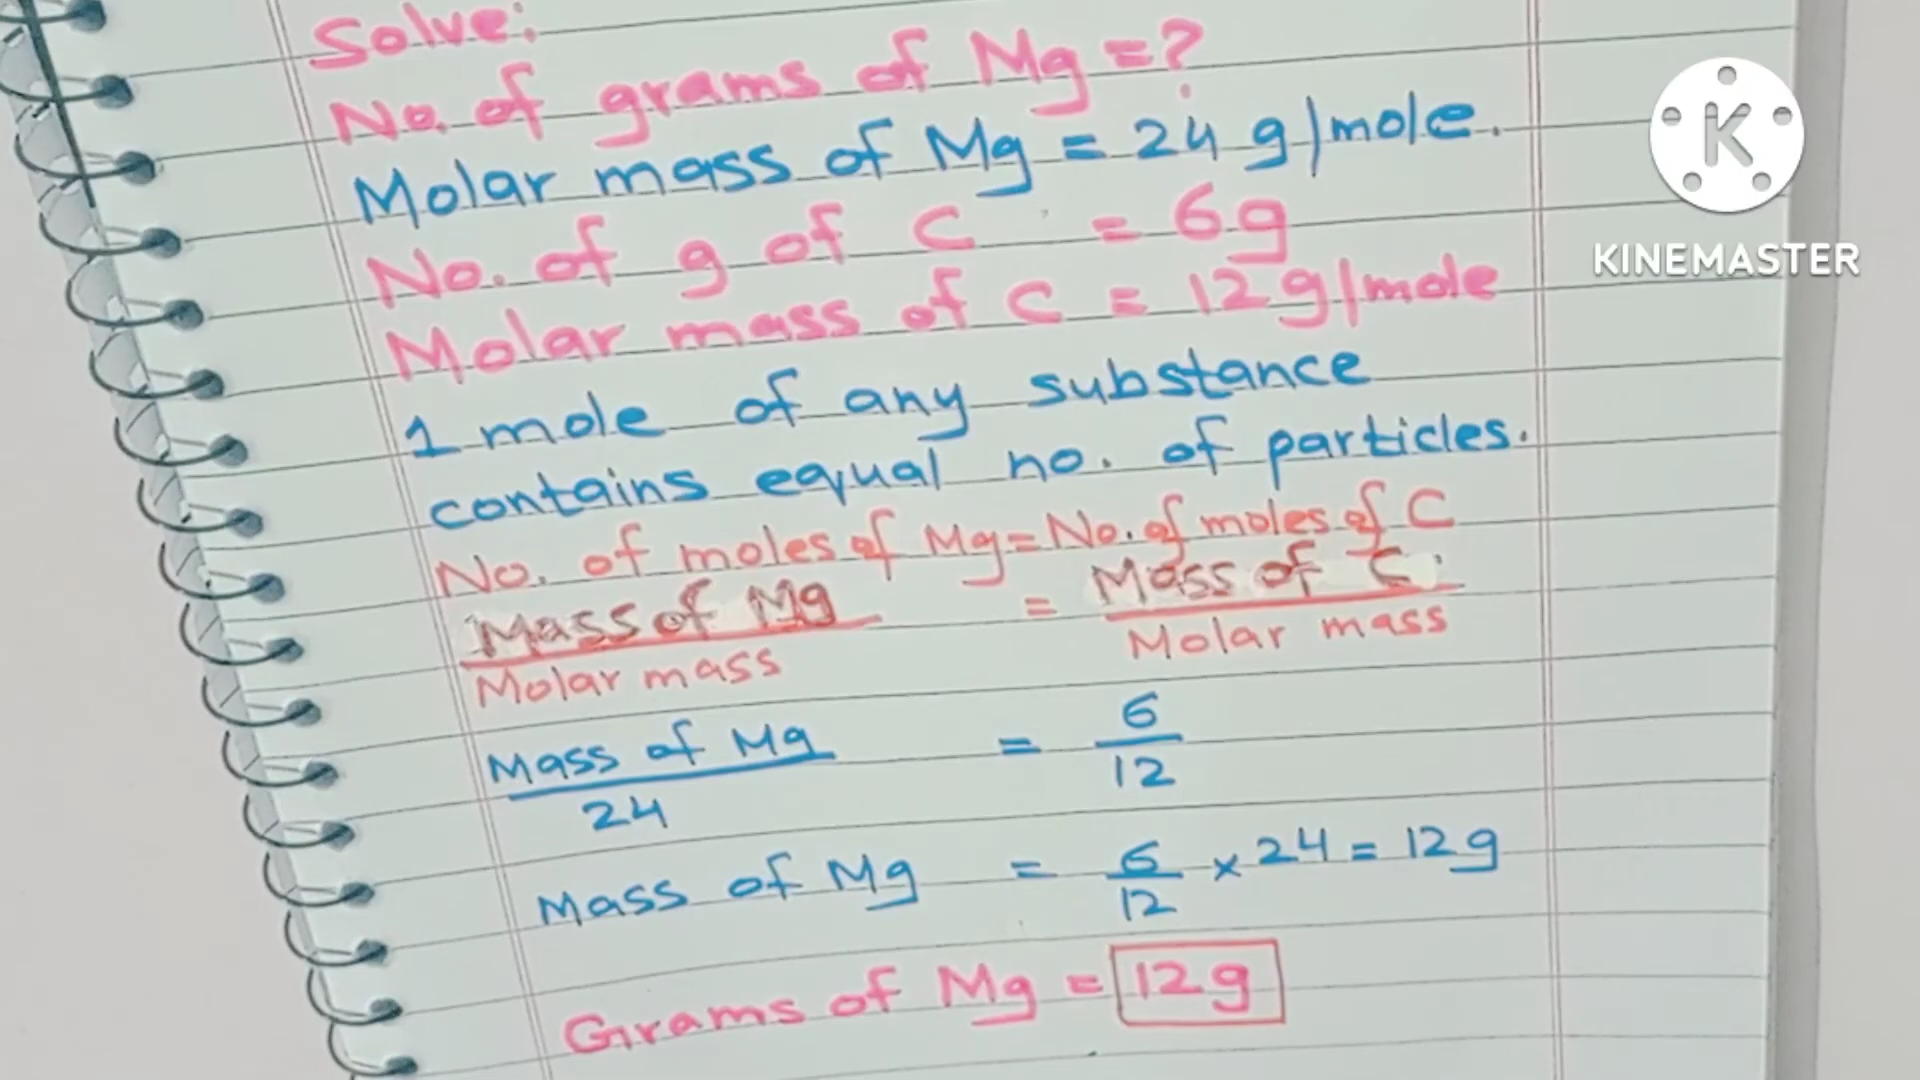 Solve:
No. of grams of Mg = ?
Molar mass of Mg = 24 g/mole.
No. of g of C = 6g
Molar mass of C = 12g/mole
1 mole of any substance
contains equal no. of particles.
No. of moles of Mg = No. of moles of C
Mass of Mg = Mass of C
Molar mass Molar mass
Mass of Mg = 6
24 12
Mass of Mg = 6/12 × 24 = 12g
Grams of Mg = 12g
K
KINEMASTER